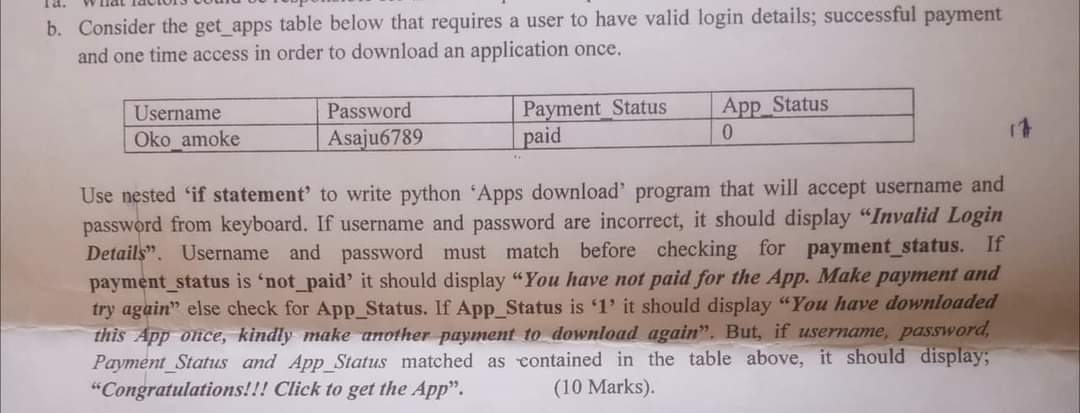 b. Consider the get_apps table below that requires a user to have valid login details; successful payment
and one time access in order to download an application once.
Username Password Payment_Status App_Status
Oko_amoke Asaju6789 paid 0
Use nested ‘if statement’ to write python ‘Apps download’ program that will accept username and
password from keyboard. If username and password are incorrect, it should display “Invalid Login
Details”. Username and password must match before checking for payment_status. If
payment_status is ‘not_paid’ it should display “You have not paid for the App. Make payment and
try again” else check for App_Status. If App_Status is ‘1’ it should display “You have downloaded
this App once, kindly make another payment to download again”. But, if username, password,
Payment_Status and App_Status matched as contained in the table above, it should display;
“Congratulations!!! Click to get the App”. (10 Marks).